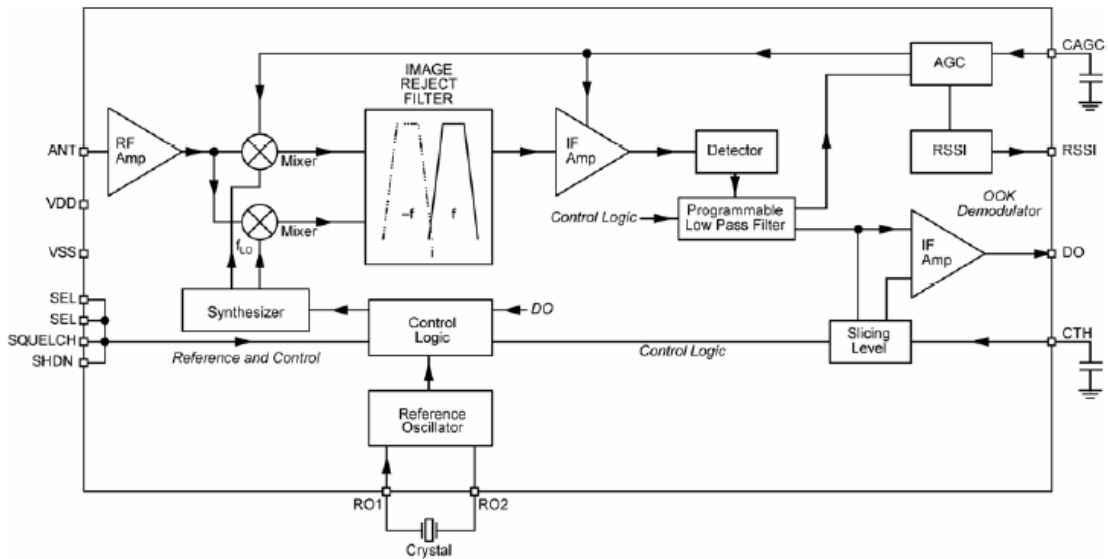 CAGC
AGC
IMAGE
REJECT
FILTER
RF
Amp
ANT
Mixer
IF
Amp
Detector
RSSI
RSSI
–f
f
VDD
Mixer
Control Logic
Programmable
Low Pass Filter
OOK
Demodulator
fLO
i
IF
Amp
VSS
DO
SEL
Synthesizer
DO
SEL
Control
Logic
SQUELCH
Slicing
Level
CTH
SHDN
Reference and Control
Control Logic
Reference
Oscillator
RO1
RO2
Crystal